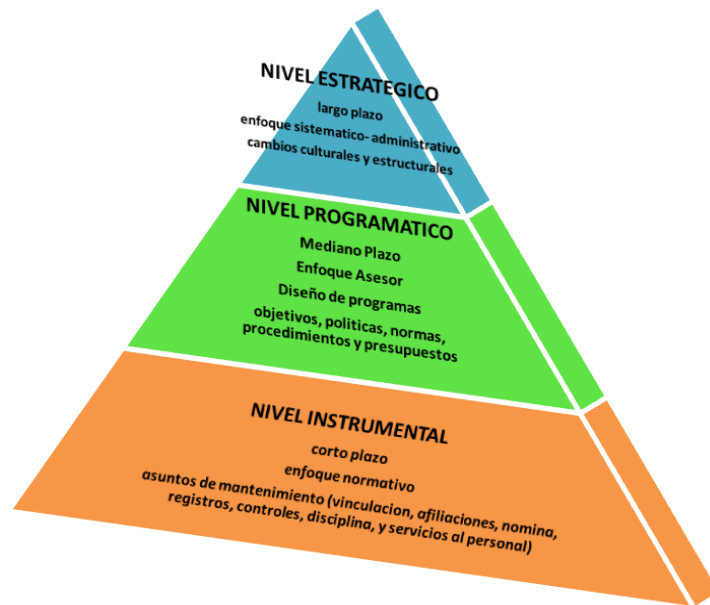 NIVEL ESTRATEGICO
largo plazo
enfoque sistematico- administrativo
cambios culturales y estructurales
NIVEL PROGRAMATICO
Mediano Plazo
Enfoque Asesor
Diseño de programas
objetivos, politicas, normas,
procedimientos y presupuestos
NIVEL INSTRUMENTAL
corto plazo
enfoque normativo
asuntos de mantenimiento (vinculacion, afiliaciones, nomina,
registros, controles, disciplina, y servicios al personal)